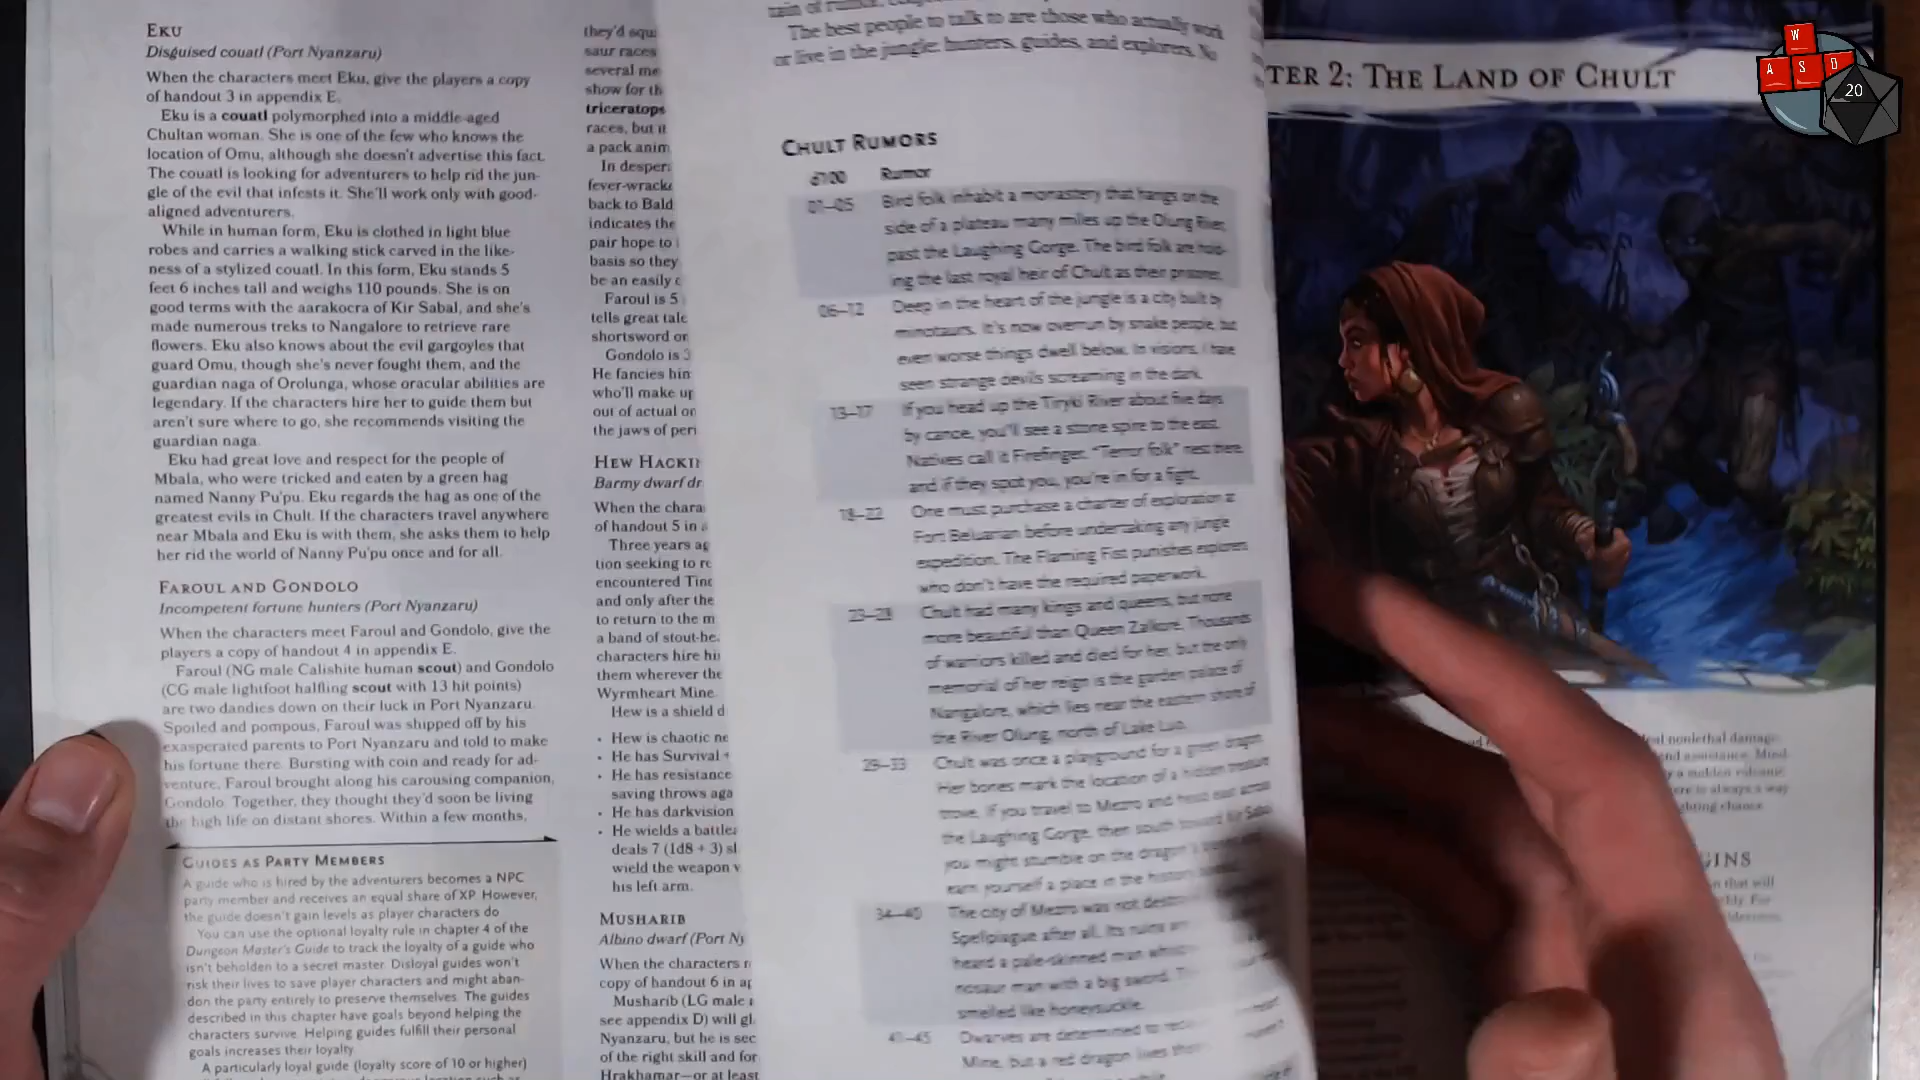 EKU
Disguised couatl (Port Nyanzaru)
When the characters meet Eku, give the players a copy
of handout 3 in appendix E.
Eku is a couatl polymorphed into a middle-aged
Chultan woman. She is one of the few who knows the
location of Omu, although she doesn't advertise this fact.
The couatl is looking for adventurers to help rid the jun-
gle of the evil that infests it. She'll work only with good-
aligned adventurers.
While in human form, Eku is clothed in light blue
robes and carries a walking stick carved in the like-
ness of a stylized couatl. In this form, Eku stands 5
feet 6 inches tall and weighs 110 pounds. She is on
good terms with the aarakocra of Kir Sabal, and she's
made numerous treks to Nangalore to retrieve rare
flowers. Eku also knows about the evil gargoyles that
guard Omu, though she's never fought them, and the
guardian naga of Orolunga, whose oracular abilities are
legendary. If the characters hire her to guide them but
aren't sure where to go, she recommends visiting the
guardian naga.
Eku had great love and respect for the people of
Mbala, who were tricked and eaten by a green hag
named Nanny Pu'pu. Eku regards the hag as one of the
greatest evils in Chult. If the characters travel anywhere
near Mbala and Eku is with them, she asks them to help
her rid the world of Nanny Pu'pu once and for all.
FAROUL AND GONDOLO
Incompetent fortune hunters (Port Nyanzaru)
When the characters meet Faroul and Gondolo, give the
players a copy of handout 4 in appendix E.
Faroul (NG male Calishite human scout) and Gondolo
(CG male lightfoot halfling scout with 13 hit points)
are two dandies down on their luck in Port Nyanzaru.
Spoiled and pompous, Faroul was shipped off by his
exasperated parents to Port Nyanzaru and told to make
his fortune there. Bursting with coin and ready for ad-
venture, Faroul brought along his carousing companion,
Gondolo. Together, they thought they'd soon be living
the high life on distant shores. Within a few months,
GUIDES AS PARTY MEMBERS
A guide who is hired by the adventurers becomes a NPC
party member and receives an equal share of XP. However,
the guide doesn't gain levels as player characters do.
You can use the optional loyalty rule in chapter 4 of the
Dungeon Master's Guide to track the loyalty of a guide who
isn't beholden to a secret master. Disloyal guides won't
risk their lives to save player characters and might aban-
don the party entirely to preserve themselves. The guides
described in this chapter have goals beyond helping the
characters survive. Helping guides fulfill their personal
goals increases their loyalty.
A particularly loyal guide (loyalty score of 10 or higher)
they'd squ
saur races
several me
show for th
triceratops
races, but it
a pack anim
In desper
fever-wracke
back to Bald
indicates the
pair hope to
basis so they
be an easily c
Faroul is 5
tells great tale
shortsword or
Gondolo is 3
He fancies him
who'll make up
out of actual or
the jaws of peri
HEW HACKIN
Barmy dwarf dr
When the chara
of handout 5 in a
Three years ag
tion seeking to re
encountered Tinc
and only after the
to return to the m
a band of stout-he
characters hire hi
them wherever the
Wyrmheart Mine.
Hew is a shield d
• Hew is chaotic ne
• He has Survival +
• He has resistance
saving throws aga
• He has darkvision
• He wields a battlea
deals 7 (1d8 + 3) sl
wield the weapon v
his left arm.
MUSHARIB
Albino dwarf (Port Ny
When the characters m
copy of handout 6 in ap
Musharib (LG male a
see appendix D) will gl
Nyanzaru, but he is sec
of the right skill and for
Hrakhamar—or at least
The best people to talk to are those who actually work
or live in the jungle: hunters, guides, and explorers. No
CHULT RUMORS
d100 Rumor
01–05 Bird folk inhabit a monastery that hangs on the
side of a plateau many miles up the Olung River,
past the Laughing Gorge. The bird folk are hold-
ing the last royal heir of Chult as their prisoner.
06–12 Deep in the heart of the jungle is a city built by
minotaurs. It's now overrun by snake people, but
even worse things dwell below. In visions, I have
seen strange devils screaming in the dark.
13–17 If you head up the Tiryki River about five days
by canoe, you'll see a stone spire to the east.
Natives call it Firefinger. "Terror folk" nest there,
and if they spot you, you're in for a fight.
18–22 One must purchase a charter of exploration at
Fort Beluarian before undertaking any jungle
expedition. The Flaming Fist punishes explorers
who don't have the required paperwork.
23–28 Chult had many kings and queens, but none
more beautiful than Queen Zalkore. Thousands
of warriors killed and died for her, but the only
memorial of her reign is the garden palace of
Nangalore, which lies near the eastern shore of
the River Olung, north of Lake Luo.
29–33 Chult was once a playground for a green dragon.
Her bones mark the location of a hidden treasure
trove. If you travel to Mezro and head east across
the Laughing Gorge, then south toward Kir Sabal
you might stumble on the dragon's
earn yourself a place in the history
34–40 The city of Mezro was not destro
Spellplague after all. Its ruins are
heard a pale-skinned man
nosaur man with a big sword.
smelled like honeysuckle.
41–45 Dwarves are determined to
Mine, but a red dragon lives
TER 2: THE LAND OF CHULT
deal nonlethal damage
nd assistance. Mind
y a sudden volcanic
ere is always a way
ghting chance
GINS
n that will
W
A S D
20